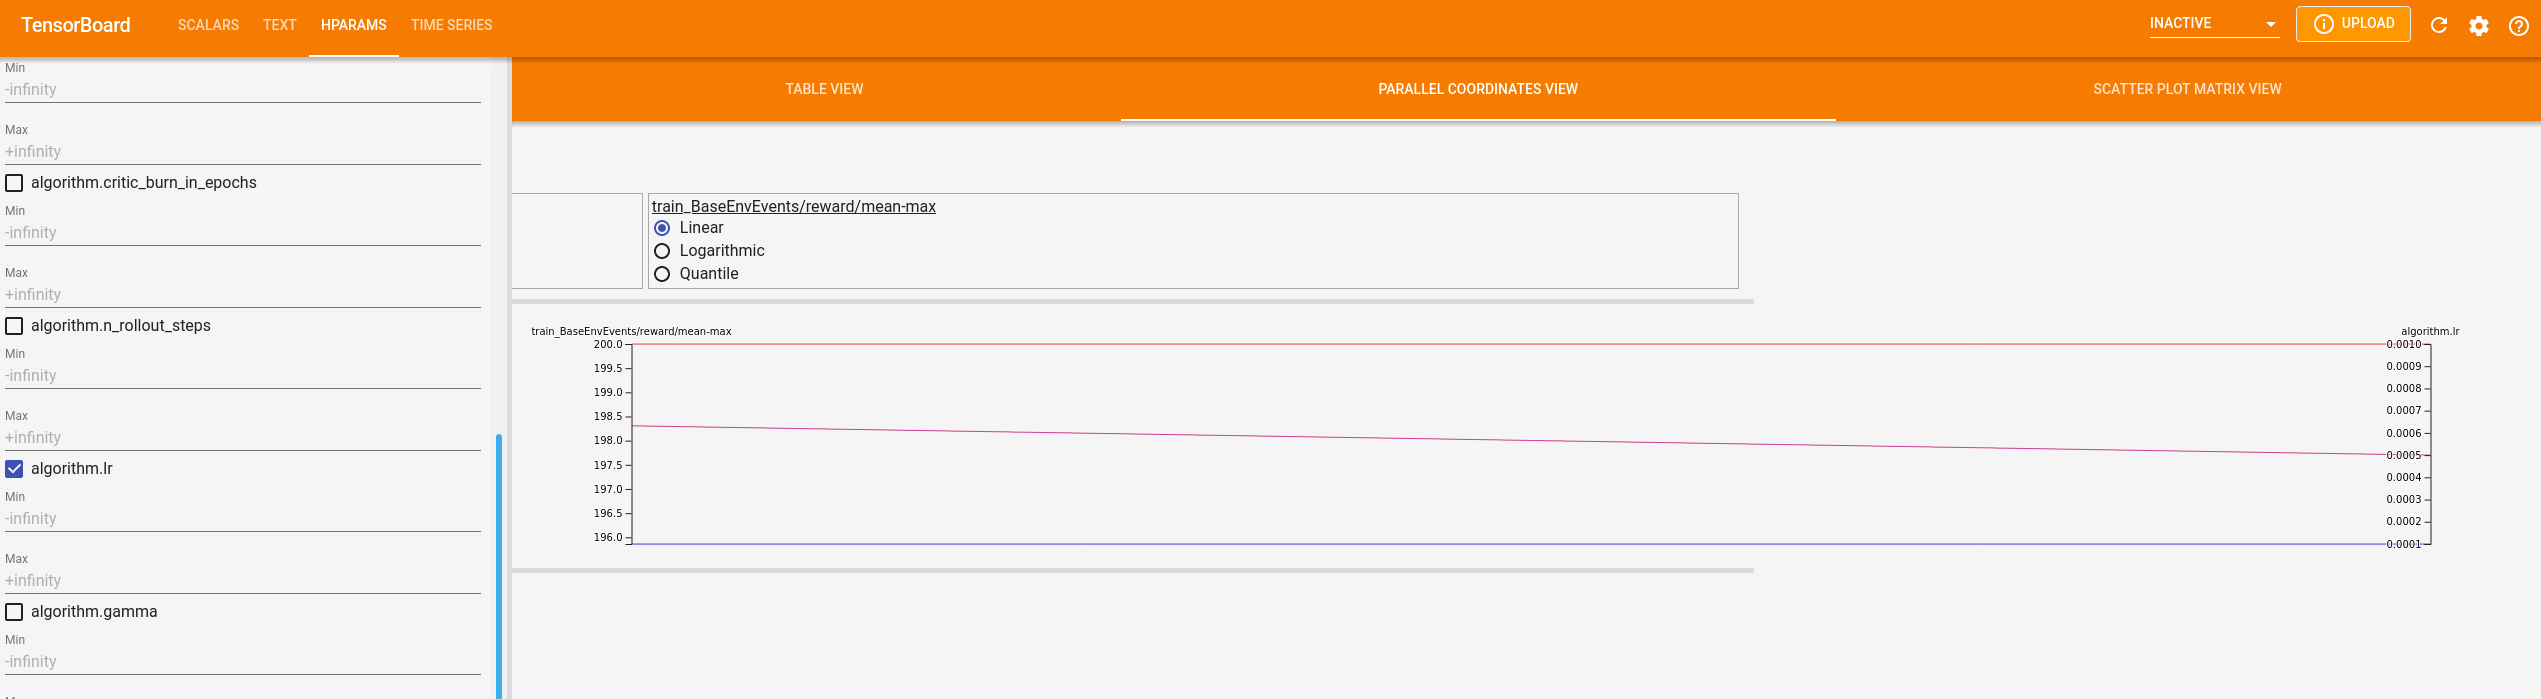 TensorBoard SCALARS TEXT HPARAMS TIME SERIES INACTIVE UPLOAD
TABLE VIEW PARALLEL COORDINATES VIEW SCATTER PLOT MATRIX VIEW
Min
-infinity
Max
+infinity
algorithm.critic_burn_in_epochs
Min
-infinity
Max
+infinity
algorithm.n_rollout_steps
Min
-infinity
Max
+infinity
algorithm.lr
Min
-infinity
Max
+infinity
algorithm.gamma
Min
-infinity
train_BaseEnvEvents/reward/mean-max
Linear
Logarithmic
Quantile
train_BaseEnvEvents/reward/mean-max
200.0
199.5
199.0
198.5
198.0
197.5
197.0
196.5
196.0
algorithm.lr
0.0010
0.0009
0.0008
0.0007
0.0006
0.0005
0.0004
0.0003
0.0002
0.0001